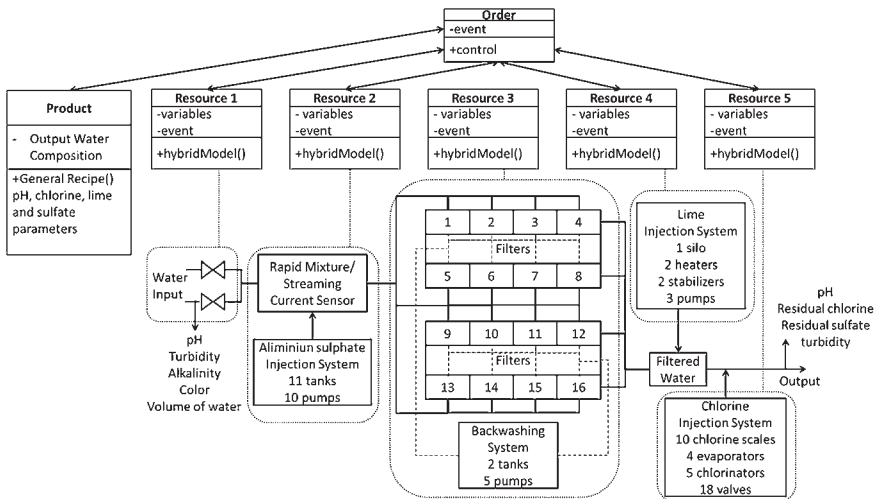 Order
-event
+control
Product
- Output Water
Composition
+General Recipe()
pH, chlorine, lime
and sulfate
parameters
Resource 1
-variables
-event
+hybridModel()
Resource 2
- variables
-event
+hybridModel()
Resource 3
- variables
-event
+hybridModel()
Resource 4
- variables
-event
+hybridModel()
Resource 5
- variables
-event
+hybridModel()
Water
Input
pH
Turbidity
Alkalinity
Color
Volume of water
Rapid Mixture/
Streaming
Current Sensor
Aliminiun sulphate
Injection System
11 tanks
10 pumps
1 2 3 4
Filters
5 6 7 8
9 10 11 12
Filters
13 14 15 16
Backwashing
System
2 tanks
5 pumps
Lime
Injection System
1 silo
2 heaters
2 stabilizers
3 pumps
Filtered
Water
pH
Residual chlorine
Residual sulfate
turbidity
Output
Chlorine
Injection System
10 chlorine scales
4 evaporators
5 chlorinators
18 valves